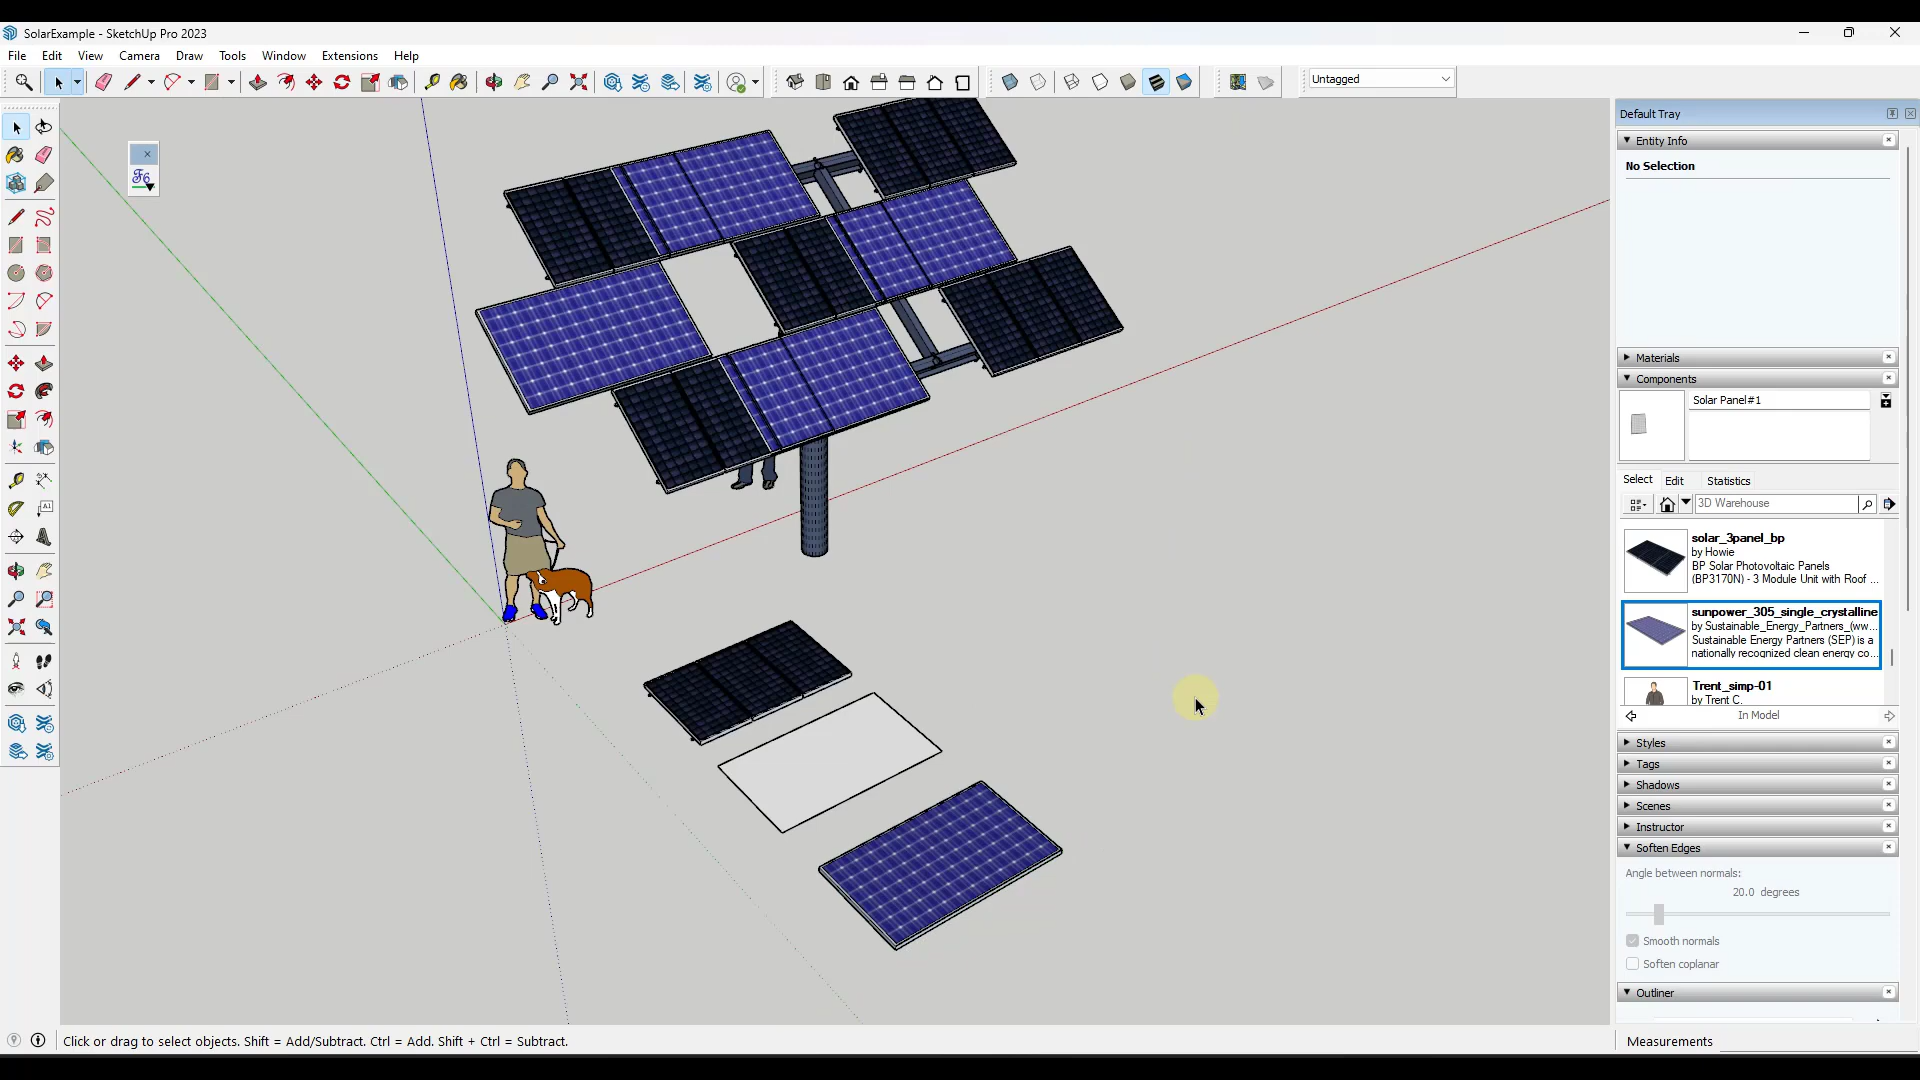 SolarExample - SketchUp Pro 2023
File Edit View Camera Draw Tools Window Extensions Help
Untagged
Default Tray
Entity Info
No Selection
Materials
Components
Solar Panel#1
Select Edit Statistics
3D Warehouse
solar_3panel_bp
by Howie
BP Solar Photovoltaic Panels
(BP3170N) - 3 Module Unit with Roof ...
sunpower_305_single_crystalline
by Sustainable_Energy_Partners_(ww...
Sustainable Energy Partners (SEP) is a
nationally recognized clean energy co...
Trent_simp-01
by Trent C.
In Model
Styles
Tags
Shadows
Scenes
Instructor
Soften Edges
Angle between normals:
20.0 degrees
Smooth normals
Soften coplanar
Outliner
Click or drag to select objects. Shift = Add/Subtract. Ctrl = Add. Shift + Ctrl = Subtract.
Measurements